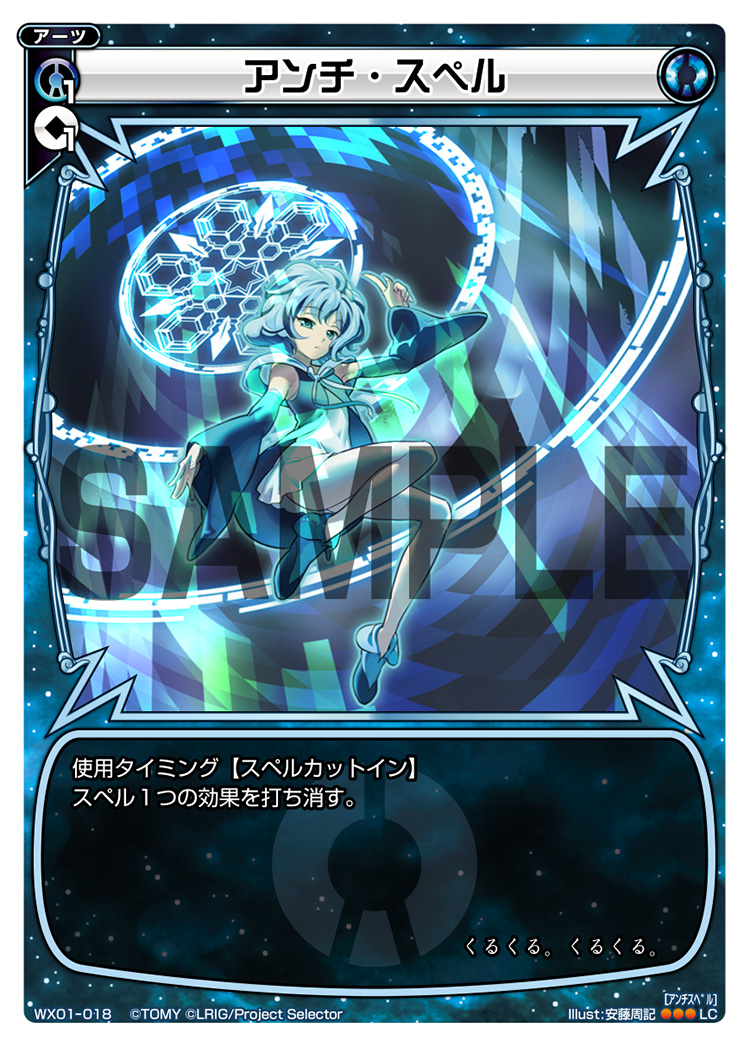 アーツ
アンチ・スペル
1
1
SAMPLE
使用タイミング【スペルカットイン】
スペル1つの効果を打ち消す。
くるくる。くるくる。
[アンチスペル]
WX01-018 ©TOMY ©LRIG/Project Selector Illust:安藤周記 LC